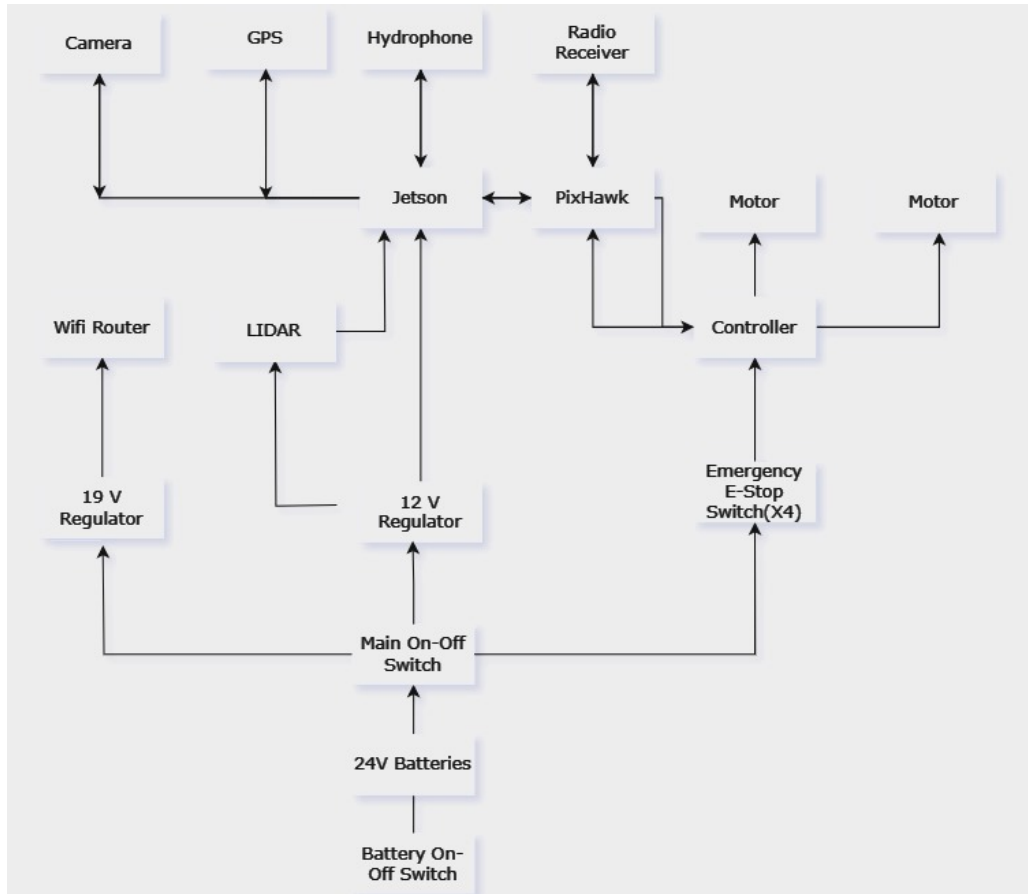 Camera
GPS
Hydrophone
Radio
Receiver
Jetson
PixHawk
Motor
Motor
Wifi Router
LIDAR
Controller
19 V
Regulator
12 V
Regulator
Emergency
E-Stop
Switch(X4)
Main On-Off
Switch
24V Batteries
Battery On-
Off Switch